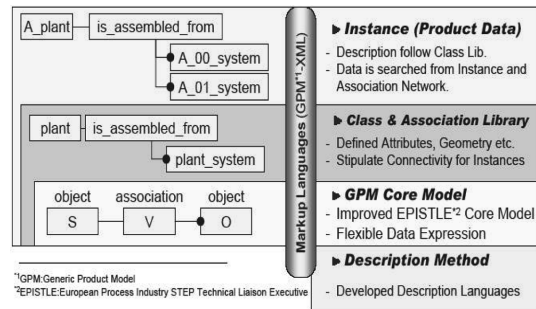 A_plant is_assembled_from
A_00_system
A_01_system
plant is_assembled_from
plant_system
object association object
S V O
*1GPM:Generic Product Model
*2EPISTLE:European Process Industry STEP Technical Liaison Executive
Markup Languages (GPM*1-XML)
▶ Instance (Product Data)
- Description follow Class Lib.
- Data is searched from Instance and
Association Network.
▶ Class & Association Library
- Defined Attributes, Geometry etc.
- Stipulate Connectivity for Instances
▶ GPM Core Model
- Improved EPISTLE*2 Core Model
- Flexible Data Expression
▶ Description Method
- Developed Description Languages